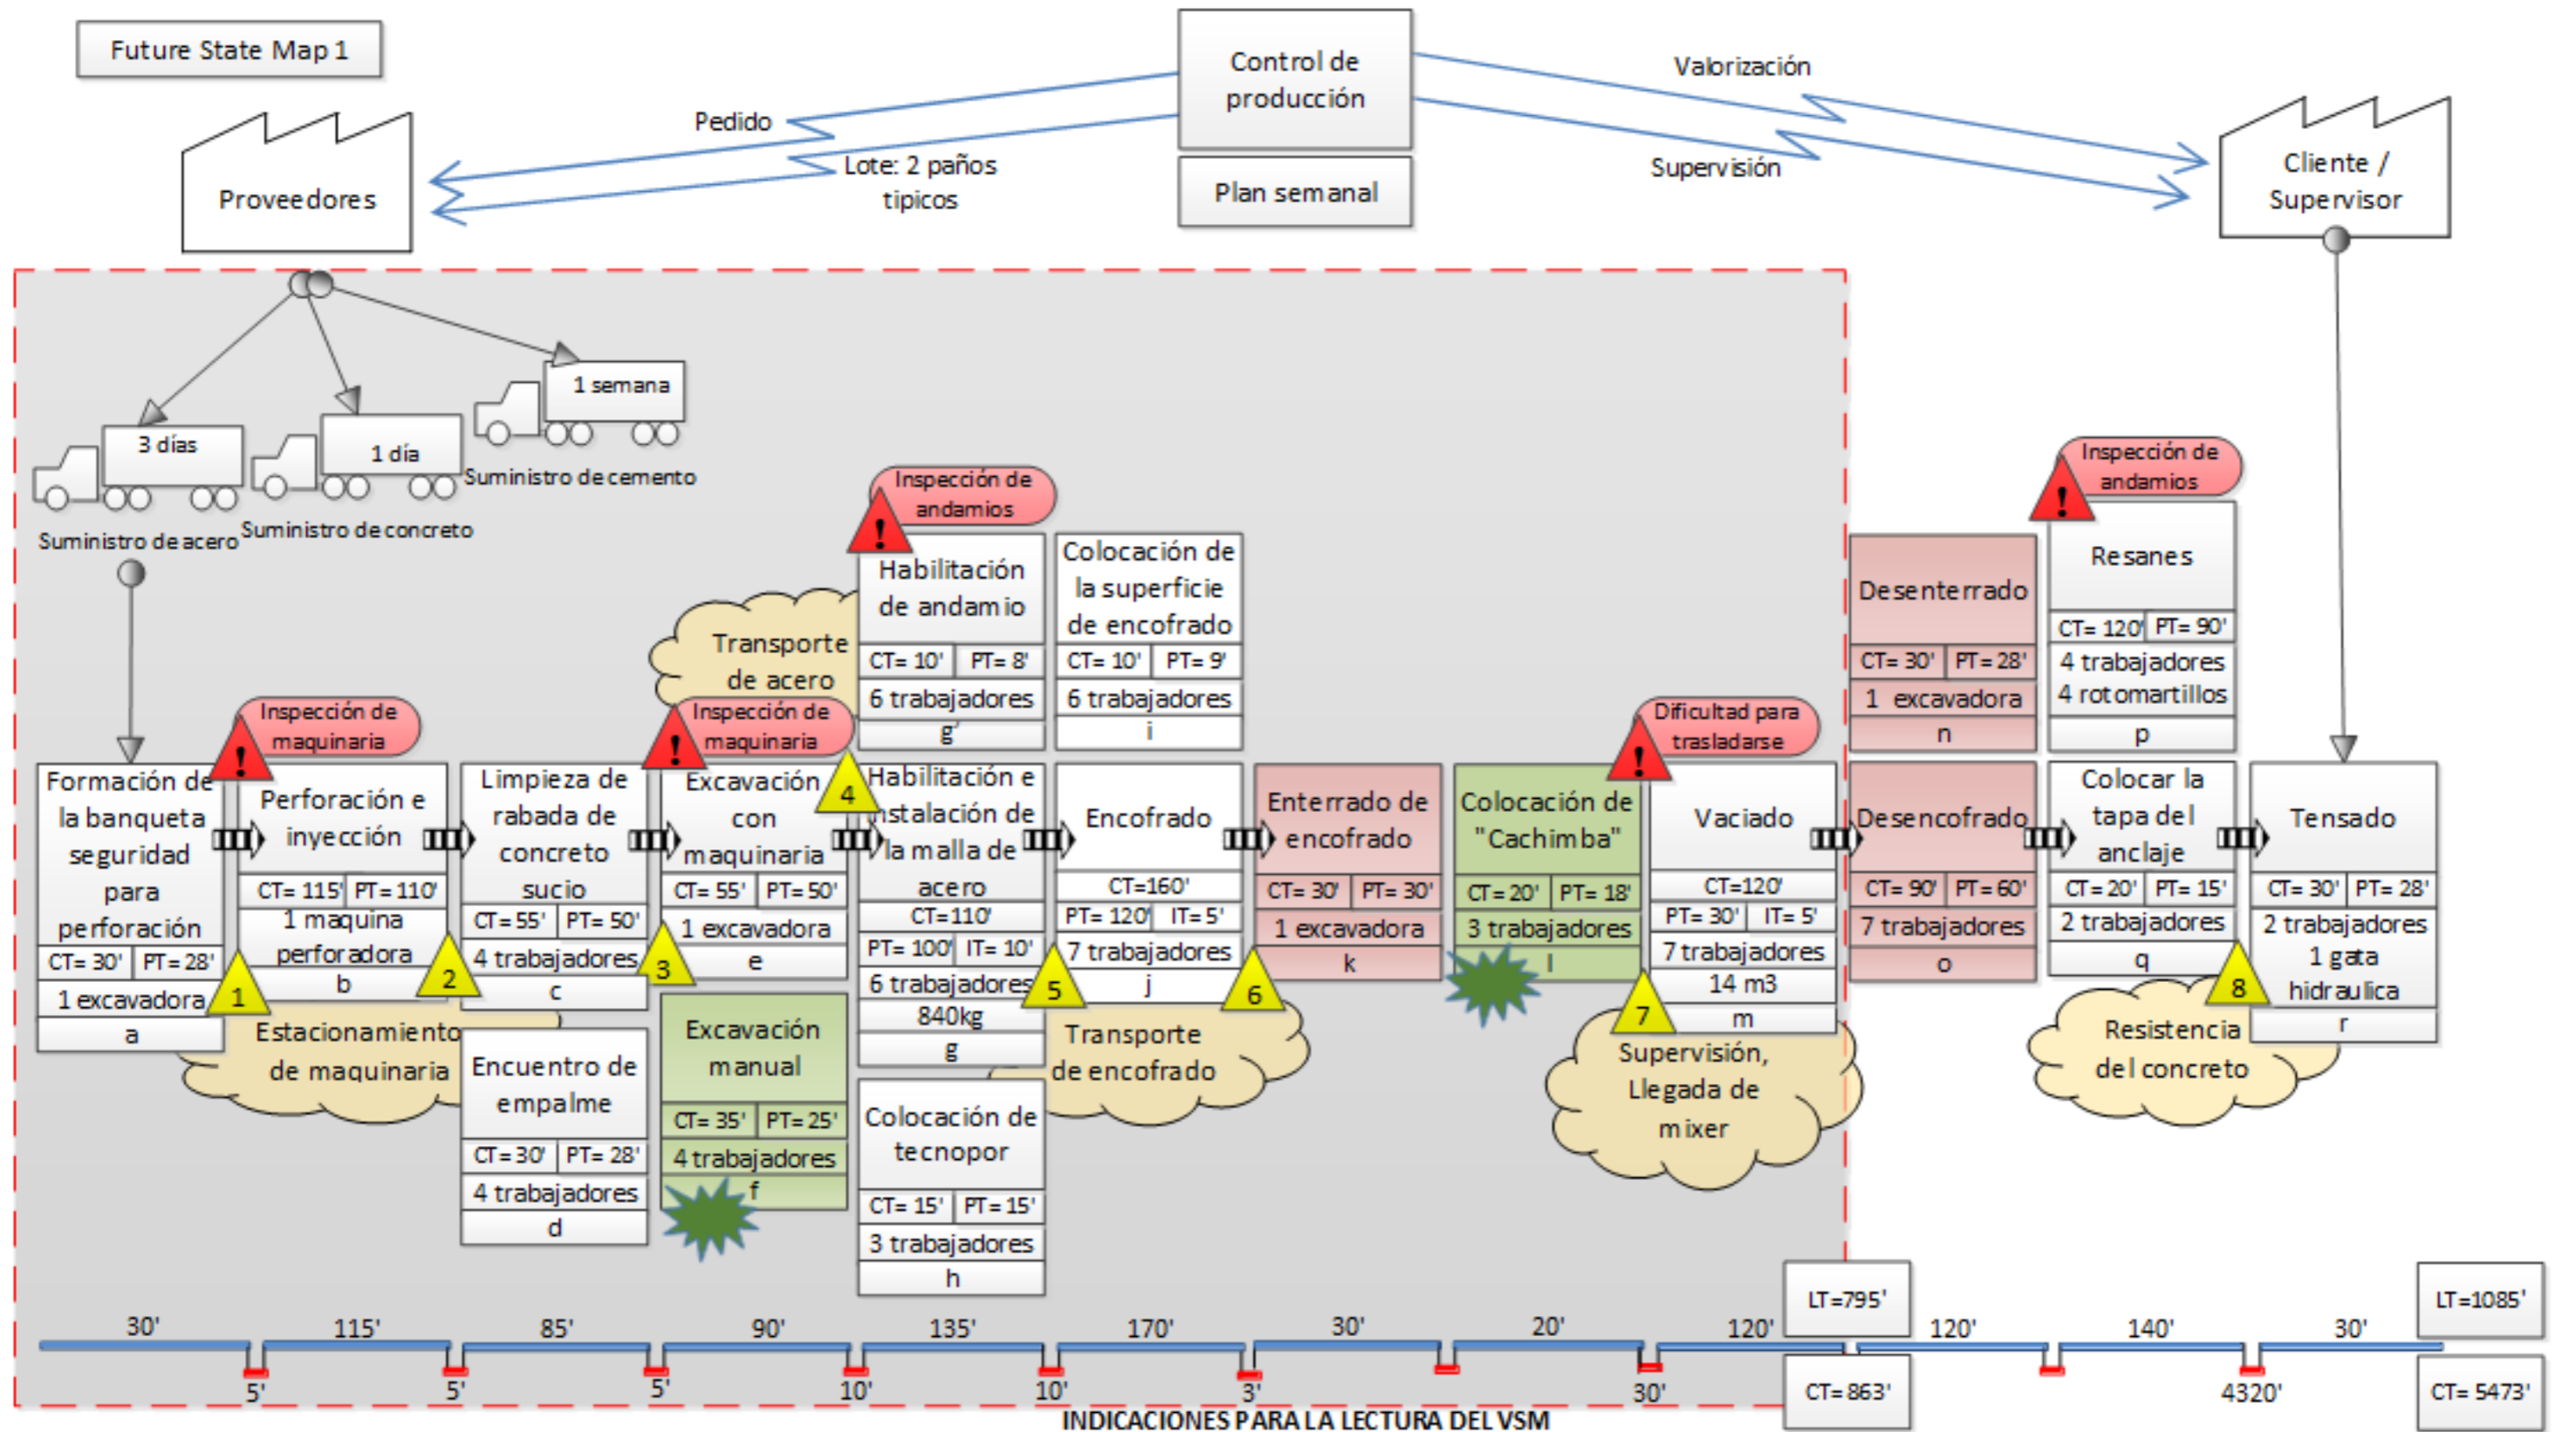 Future State Map 1
Control de
producción
Plan semanal
Pedido
Lote: 2 paños
tipicos
Valorización
Supervisión
Proveedores
Cliente /
Supervisor
3 días
1 día
1 semana
Suministro de acero
Suministro de concreto
Suministro de cemento
Formación de
la banqueta
seguridad
para
perforación
CT= 30' PT= 28'
1 excavadora
a
1
Inspección de
maquinaria
!
Perforación e
inyección
CT= 115' PT= 110'
1 maquina
perforadora
b
2
Estacionamiento
de maquinaria
Limpieza de
rabada de
concreto
sucio
CT= 55' PT= 50'
4 trabajadores
c
3
Encuentro de
empalme
CT= 30' PT= 28'
4 trabajadores
d
Transporte
de acero
Inspección de
maquinaria
!
Excavación
con
maquinaria
CT= 55' PT= 50'
1 excavadora
e
4
Excavación
manual
CT= 35' PT= 25'
4 trabajadores
f
Inspección de
andamios
!
Habilitación
de andamio
CT= 10' PT= 8'
6 trabajadores
g'
Habilitación e
instalación de
la malla de
acero
CT=110'
PT= 100' IT= 10'
6 trabajadores
840kg
g
5
Colocación de
tecnopor
CT= 15' PT= 15'
3 trabajadores
h
Colocación de
la superficie
de encofrado
CT= 10' PT= 9'
6 trabajadores
i
Encofrado
CT=160'
PT= 120' IT= 5'
7 trabajadores
j
6
Transporte
de encofrado
Enterrado de
encofrado
CT= 30' PT= 30'
1 excavadora
k
Colocación de
"Cachimba"
CT= 20' PT= 18'
3 trabajadores
l
Dificultad para
trasladarse
!
Vaciado
CT=120'
PT= 30' IT= 5'
7 trabajadores
14 m3
m
7
Supervisión,
Llegada de
mixer
Desenterrado
CT= 30' PT= 28'
1 excavadora
n
Desencofrado
CT= 90' PT= 60'
7 trabajadores
o
Inspección de
andamios
!
Resanes
CT= 120' PT= 90'
4 trabajadores
4 rotomartillos
p
Colocar la
tapa del
anclaje
CT= 20' PT= 15'
2 trabajadores
q
8
Resistencia
del concreto
Tensado
CT= 30' PT= 28'
2 trabajadores
1 gata
hidraulica
r
30' 115' 85' 90' 135' 170' 30' 20' 120' 120' 140' 30'
5' 5' 5' 10' 10' 3' 30' 4320'
LT=795'
CT= 863'
LT=1085'
CT= 5473'
INDICACIONES PARA LA LECTURA DEL VSM